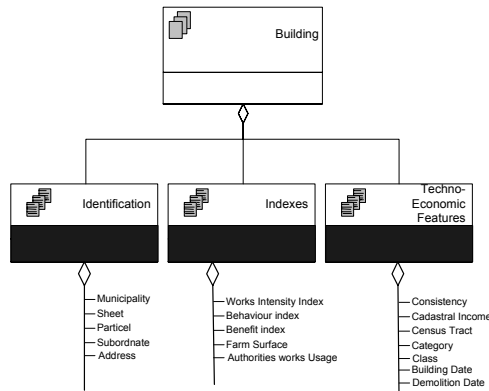 Building
Identification
Indexes
Techno-
Economic
Features
Municipality
Sheet
Particel
Subordnate
Address
Works Intensity Index
Behaviour index
Benefit index
Farm Surface
Authorities works Usage
Consistency
Cadastral Income
Census Tract
Category
Class
Building Date
Demolition Date